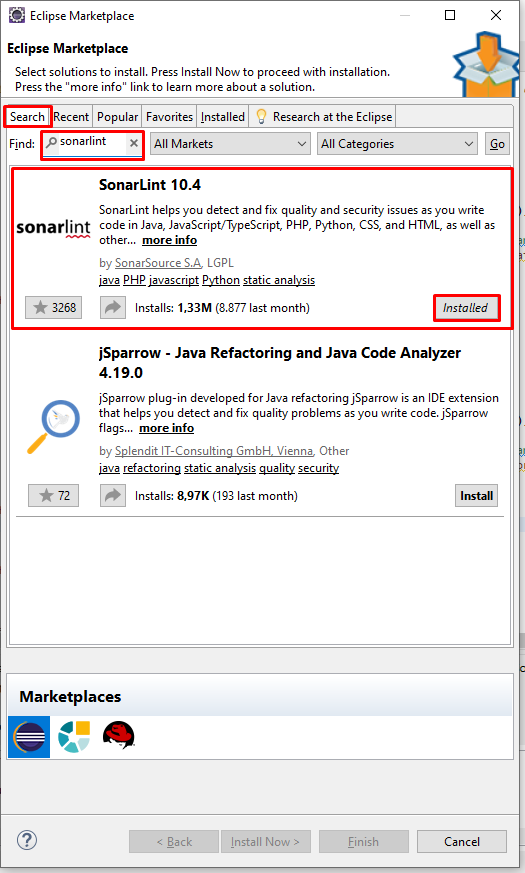 Eclipse Marketplace
Eclipse Marketplace
Select solutions to install. Press Install Now to proceed with installation.
Press the "more info" link to learn more about a solution.
Search Recent Popular Favorites Installed Research at the Eclipse
Find: sonarlint All Markets All Categories Go
SonarLint 10.4
sonarlint
SonarLint helps you detect and fix quality and security issues as you write
code in Java, JavaScript/TypeScript, PHP, Python, CSS, and HTML, as well as
other... more info
by SonarSource S.A, LGPL
java PHP javascript Python static analysis
3268 Installs: 1,33M (8.877 last month) Installed
jSparrow - Java Refactoring and Java Code Analyzer
4.19.0
jSparrow plug-in developed for Java refactoring jSparrow is an IDE extension
that helps you detect and fix quality problems as you write code. jSparrow
flags... more info
by Splendit IT-Consulting GmbH, Vienna, Other
java refactoring static analysis quality security
72 Installs: 8,97K (193 last month) Install
Marketplaces
? < Back Install Now > Finish Cancel